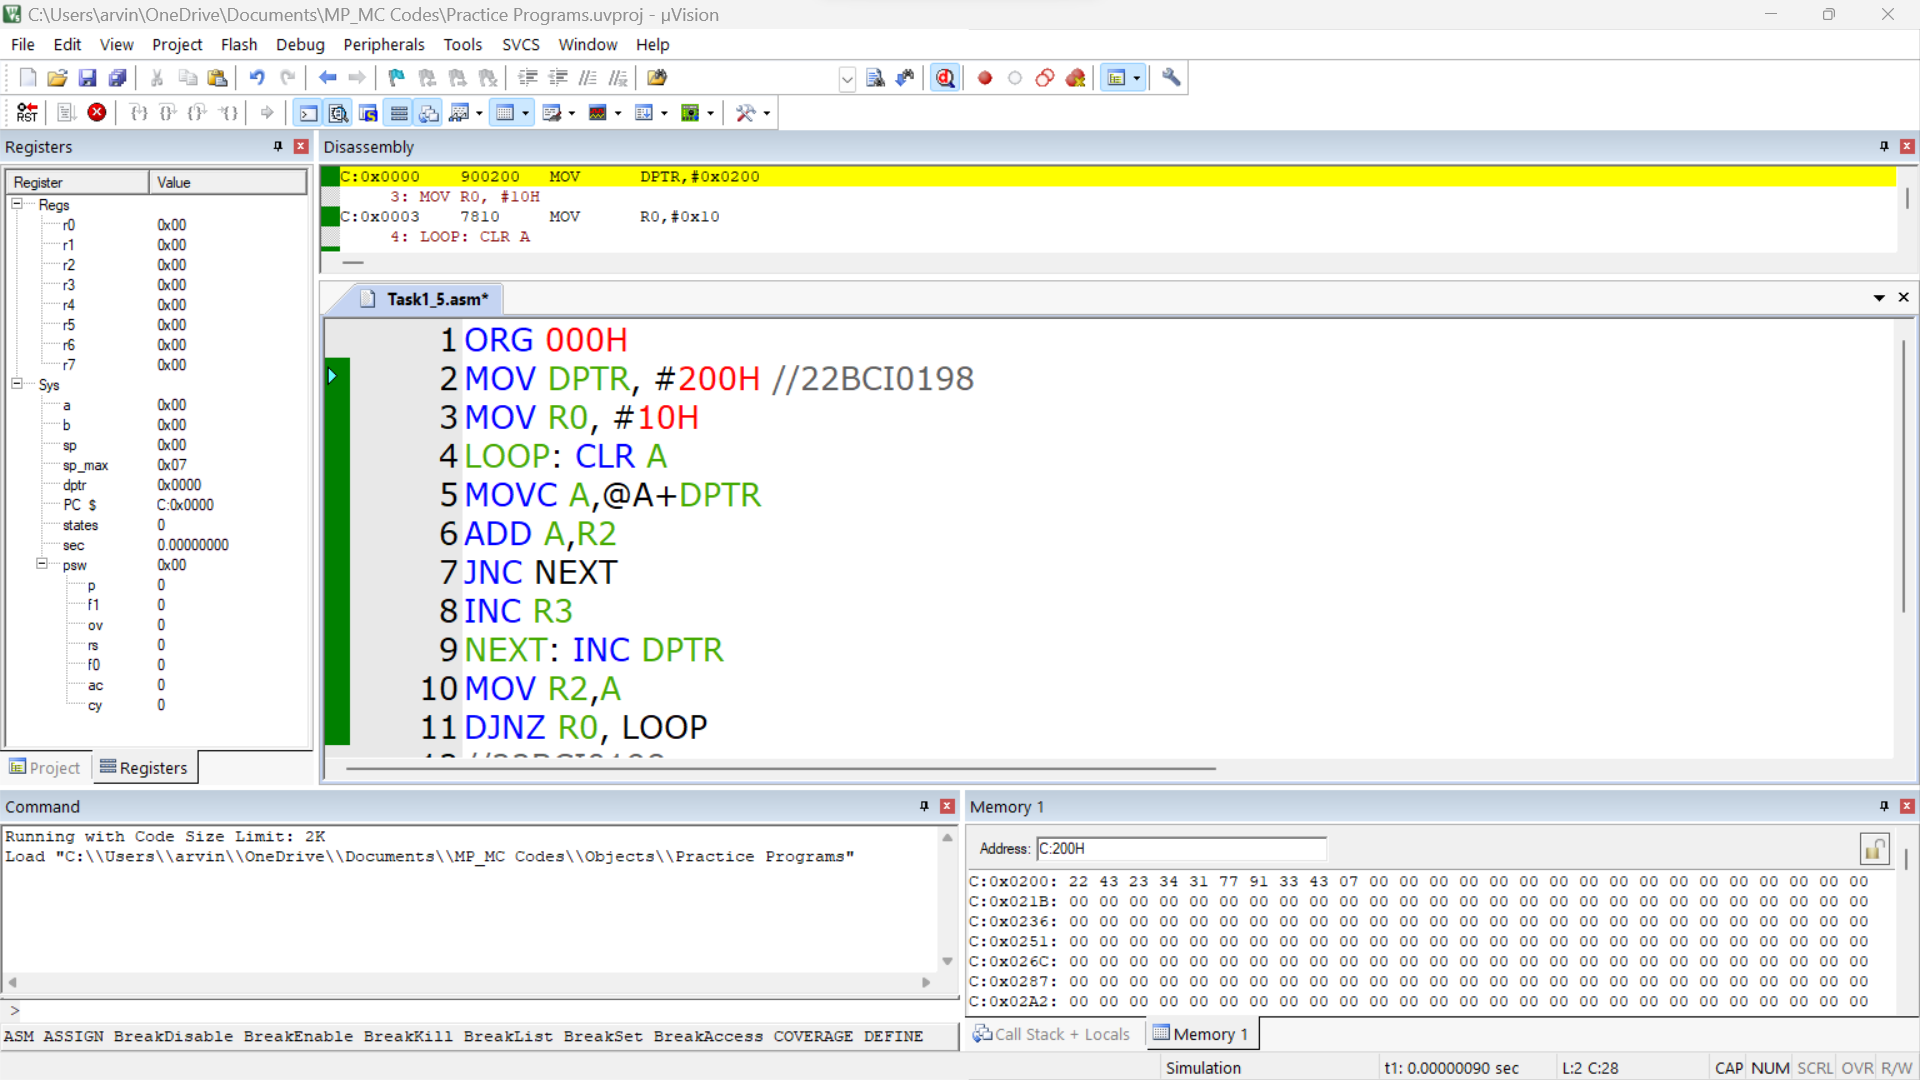 C:\Users\arvin\OneDrive\Documents\MP_MC Codes\Practice Programs.uvproj - µVision
File Edit View Project Flash Debug Peripherals Tools SVCS Window Help
RST
Registers
Register Value
Regs
r0 0x00
r1 0x00
r2 0x00
r3 0x00
r4 0x00
r5 0x00
r6 0x00
r7 0x00
Sys
a 0x00
b 0x00
sp 0x00
sp_max 0x07
dptr 0x0000
PC $ C:0x0000
states 0
sec 0.00000000
psw 0x00
p 0
f1 0
ov 0
rs 0
f0 0
ac 0
cy 0
Project Registers
Disassembly
C:0x0000 900200 MOV DPTR,#0x0200
3: MOV R0, #10H
C:0x0003 7810 MOV R0,#0x10
4: LOOP: CLR A
Task1_5.asm*
1 ORG 000H
2 MOV DPTR, #200H //22BCI0198
3 MOV R0, #10H
4 LOOP: CLR A
5 MOVC A,@A+DPTR
6 ADD A,R2
7 JNC NEXT
8 INC R3
9 NEXT: INC DPTR
10 MOV R2,A
11 DJNZ R0, LOOP
12 //22BCI0198
Command
Running with Code Size Limit: 2K
Load "C:\\Users\\arvin\\OneDrive\\Documents\\MP_MC Codes\\Objects\\Practice Programs"
>
ASM ASSIGN BreakDisable BreakEnable BreakKill BreakList BreakSet BreakAccess COVERAGE DEFINE
Memory 1
Address: C:200H
C:0x0200: 22 43 23 34 31 77 91 33 43 07 00 00 00 00 00 00 00 00 00 00 00 00 00 00 00 00 00
C:0x021B: 00 00 00 00 00 00 00 00 00 00 00 00 00 00 00 00 00 00 00 00 00 00 00 00 00 00 00
C:0x0236: 00 00 00 00 00 00 00 00 00 00 00 00 00 00 00 00 00 00 00 00 00 00 00 00 00 00 00
C:0x0251: 00 00 00 00 00 00 00 00 00 00 00 00 00 00 00 00 00 00 00 00 00 00 00 00 00 00 00
C:0x026C: 00 00 00 00 00 00 00 00 00 00 00 00 00 00 00 00 00 00 00 00 00 00 00 00 00 00 00
C:0x0287: 00 00 00 00 00 00 00 00 00 00 00 00 00 00 00 00 00 00 00 00 00 00 00 00 00 00 00
C:0x02A2: 00 00 00 00 00 00 00 00 00 00 00 00 00 00 00 00 00 00 00 00 00 00 00 00 00 00 00
Call Stack + Locals Memory 1
Simulation t1: 0.00000090 sec L:2 C:28 CAP NUM SCRL OVR R/W